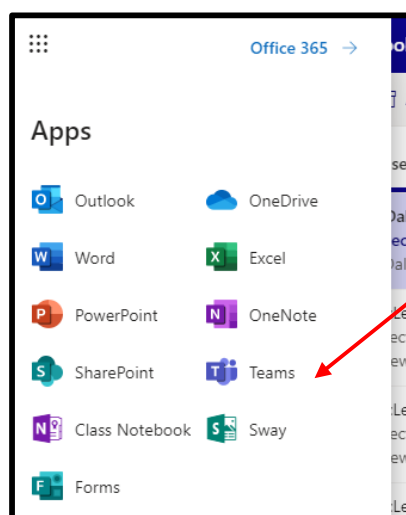 Office 365 →
Apps
Outlook OneDrive
Word Excel
PowerPoint OneNote
SharePoint Teams
Class Notebook Sway
Forms